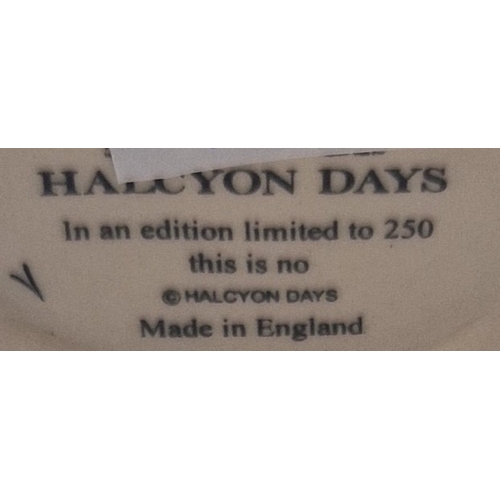 HALCYON DAYS
In an edition limited to 250
this is no
©HALCYON DAYS
Made in England